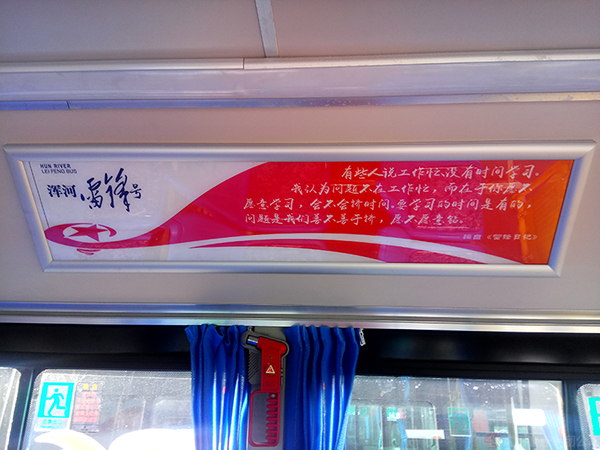 HUN RIVER
LEI FENG BUS
浑河 雷锋号
有些人说工作忙没有时间学习。
我认为问题不在工作忙,而在于你愿不
愿意学习,会不会挤时间。要学习的时间是有的,
问题是我们善不善于挤,愿不愿意钻。
——摘自《雷锋日记》